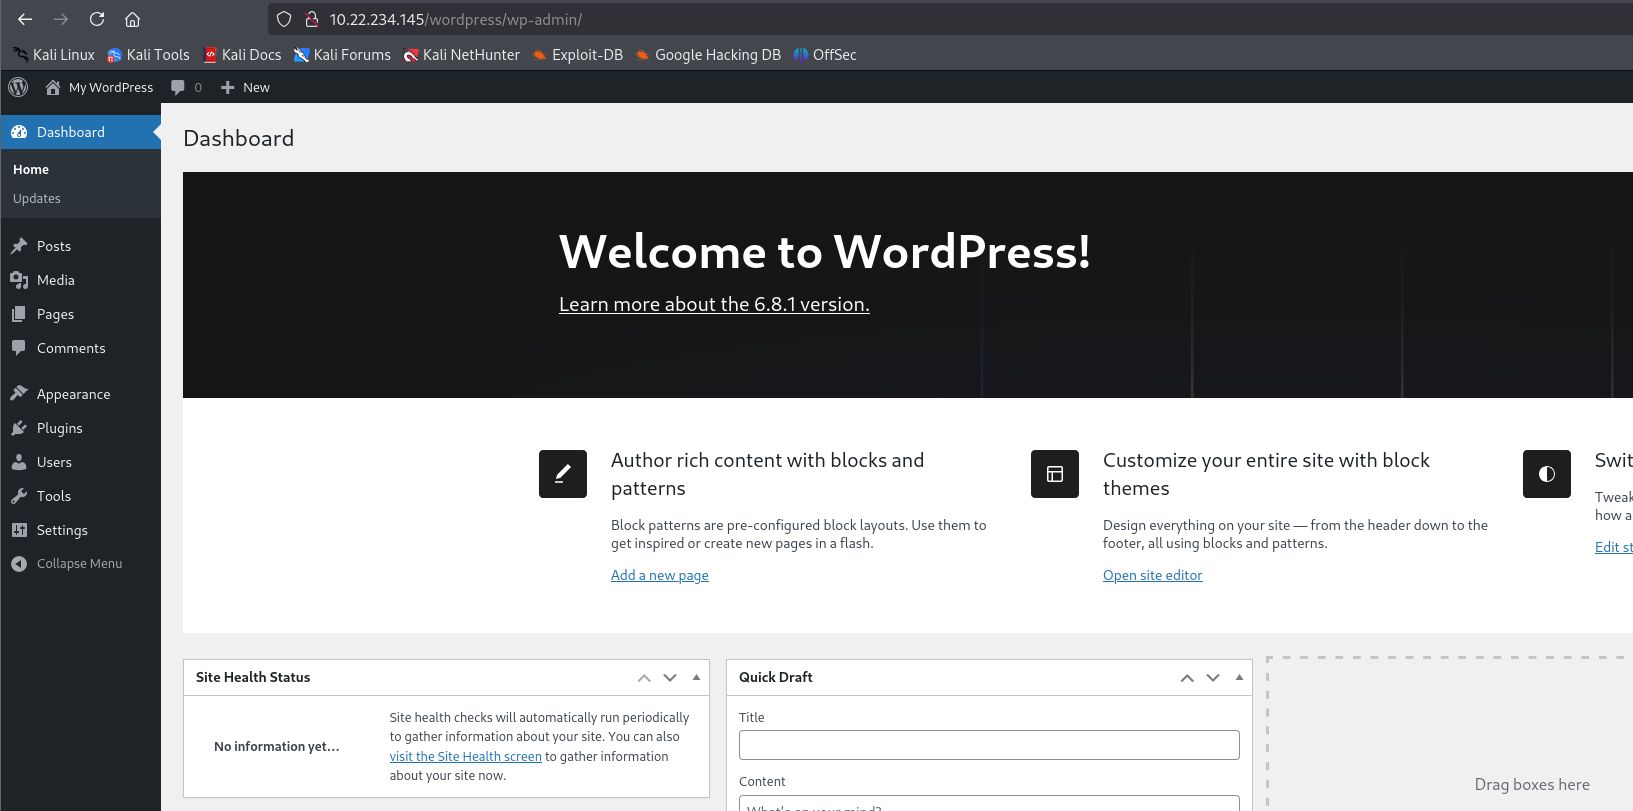 10.22.234.145/wordpress/wp-admin/
Kali Linux Kali Tools Kali Docs Kali Forums Kali NetHunter Exploit-DB Google Hacking DB OffSec
My WordPress 0 New
Dashboard
Home
Updates
Posts
Media
Pages
Comments
Appearance
Plugins
Users
Tools
Settings
Collapse Menu
Dashboard
Welcome to WordPress!
Learn more about the 6.8.1 version.
Author rich content with blocks and
patterns
Block patterns are pre-configured block layouts. Use them to
get inspired or create new pages in a flash.
Add a new page
Customize your entire site with block
themes
Design everything on your site — from the header down to the
footer, all using blocks and patterns.
Open site editor
Swit
Tweak
how a
Edit st
Site Health Status
No information yet…
Site health checks will automatically run periodically
to gather information about your site. You can also
visit the Site Health screen to gather information
about your site now.
Quick Draft
Title
Content
What's on your mind?
Drag boxes here